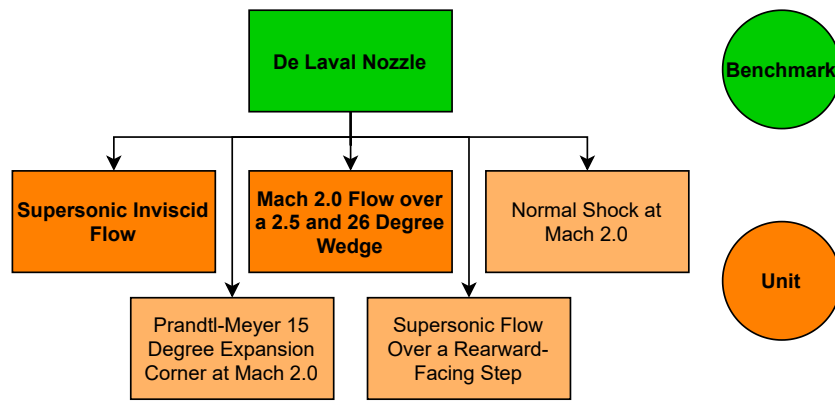 De Laval Nozzle
Benchmark
Supersonic Inviscid
Flow
Mach 2.0 Flow over
a 2.5 and 26 Degree
Wedge
Normal Shock at
Mach 2.0
Unit
Prandtl-Meyer 15
Degree Expansion
Corner at Mach 2.0
Supersonic Flow
Over a Rearward-
Facing Step